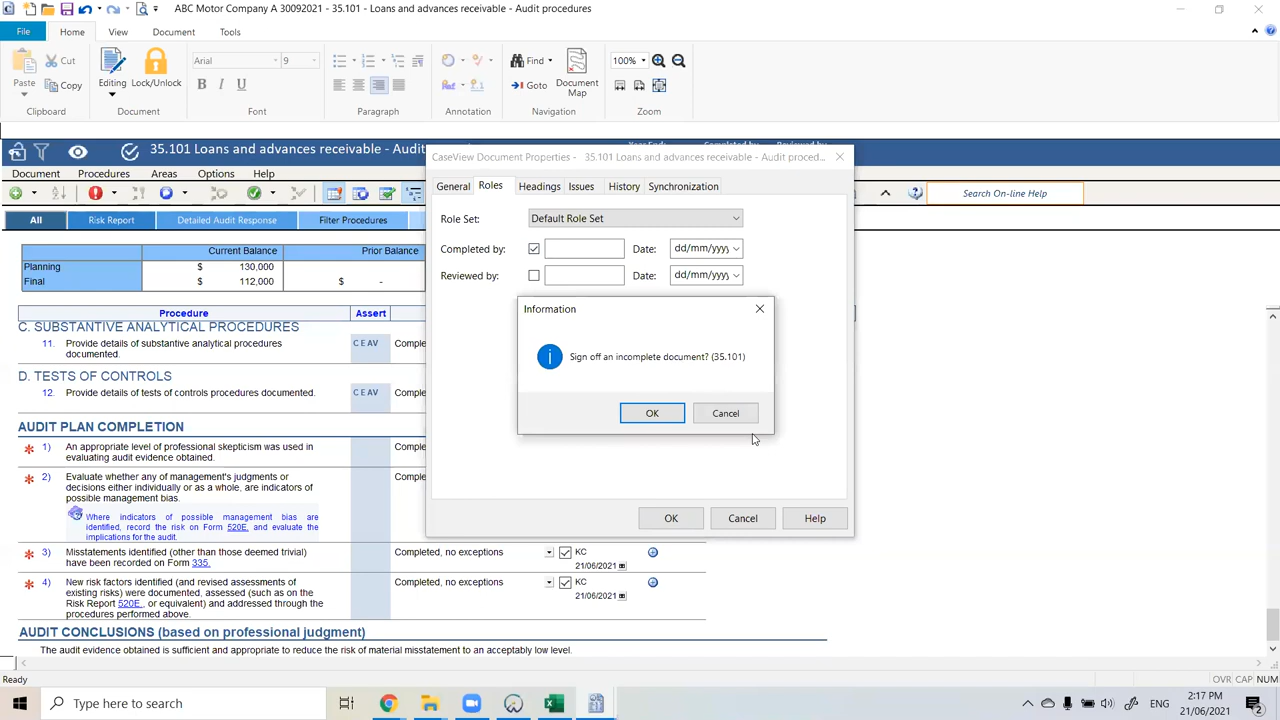 ABC Motor Company A 30092021 - 35.101 - Loans and advances receivable - Audit procedures
File
Home
View
Document
Tools
Paste
Cut
Copy
Clipboard
Editing
Lock/Unlock
Document
Arial
9
B I U
Font
Paragraph
Annotation
Find
Goto
Document Map
Navigation
100%
Zoom
35.101 Loans and advances receivable - Audit
Document
Procedures
Areas
Options
Help
Search On-line Help
All
Risk Report
Detailed Audit Response
Filter Procedures
Current Balance
Prior Balance
Planning
$ 130,000
Final
$ 112,000
$ -
Procedure
Assert
C. SUBSTANTIVE ANALYTICAL PROCEDURES
11. Provide details of substantive analytical procedures
documented.
C E A V
Comple
D. TESTS OF CONTROLS
12. Provide details of tests of controls procedures documented.
C E A V
Comple
AUDIT PLAN COMPLETION
1) An appropriate level of professional skepticism was used in
evaluating audit evidence obtained.
Comple
2) Evaluate whether any of management's judgments or
decisions either individually or as a whole, are indicators of
possible management bias.
Comple
Where indicators of possible management bias are
identified, record the risk on Form 520E, and evaluate the
implications for the audit.
3) Misstatements identified (other than those deemed trivial)
have been recorded on Form 335.
Completed, no exceptions
KC
21/06/2021
4) New risk factors identified (and revised assessments of
existing risks) were documented, assessed (such as on the
Risk Report 520E, or equivalent) and addressed through the
procedures performed above.
Completed, no exceptions
KC
21/06/2021
AUDIT CONCLUSIONS (based on professional judgment)
The audit evidence obtained is sufficient and appropriate to reduce the risk of material misstatement to an acceptably low level.
CaseView Document Properties - 35.101 Loans and advances receivable - Audit proced...
General
Roles
Headings
Issues
History
Synchronization
Role Set:
Default Role Set
Completed by:
Date:
dd/mm/yyyy
Reviewed by:
Date:
dd/mm/yyyy
Information
Sign off an incomplete document? (35.101)
OK
Cancel
OK
Cancel
Help
Ready
OVR CAP NUM
Type here to search
ENG
2:17 PM
21/06/2021
2